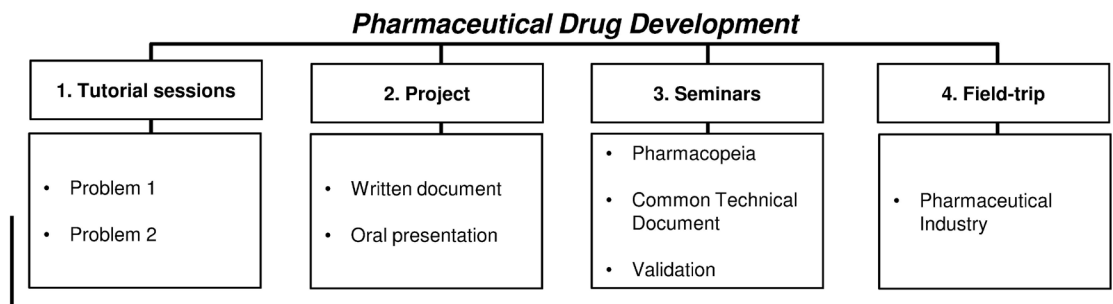 Pharmaceutical Drug Development
1. Tutorial sessions
2. Project
3. Seminars
4. Field-trip
• Problem 1
• Problem 2
• Written document
• Oral presentation
• Pharmacopeia
• Common Technical
Document
• Validation
• Pharmaceutical
Industry